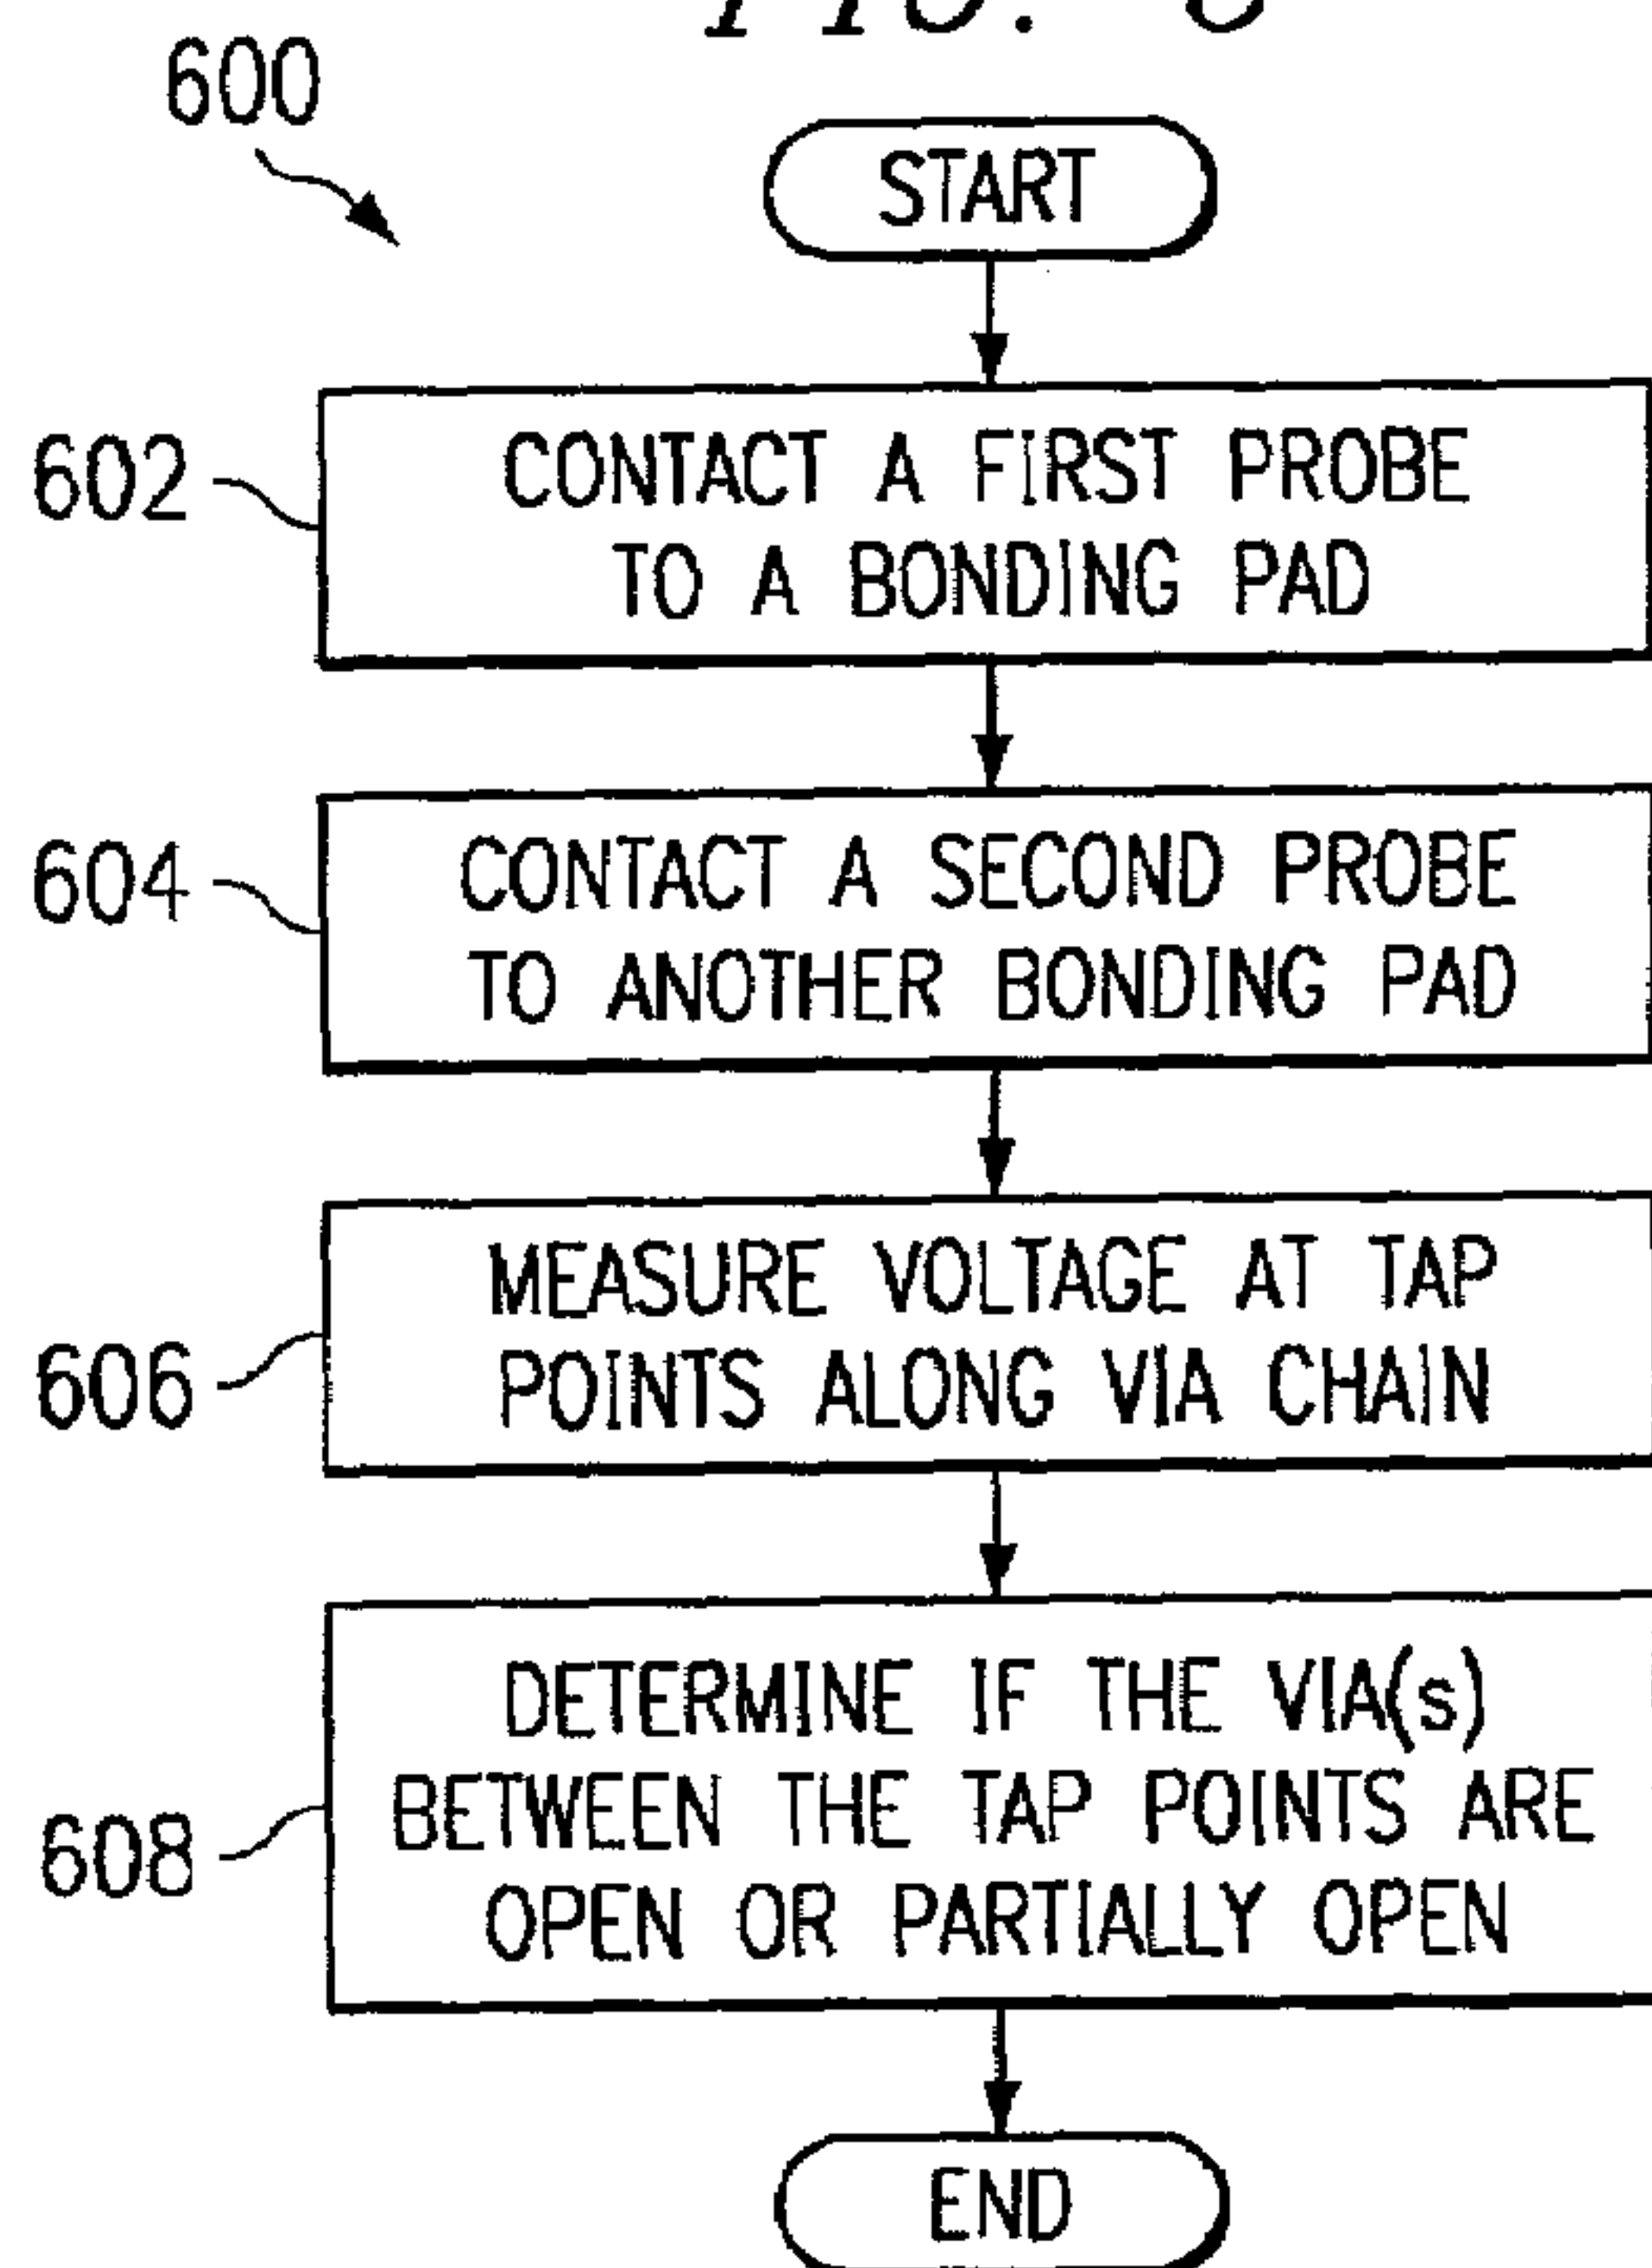 600
START
602
CONTACT A FIRST PROBE
TO A BONDING PAD
604
CONTACT A SECOND PROBE
TO ANOTHER BONDING PAD
606
MEASURE VOLTAGE AT TAP
POINTS ALONG VIA CHAIN
608
DETERMINE IF THE VIA(s)
BETWEEN THE TAP POINTS ARE
OPEN OR PARTIALLY OPEN
END